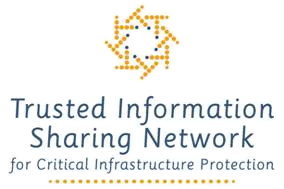 Trusted Information
Sharing Network
for Critical Infrastructure Protection